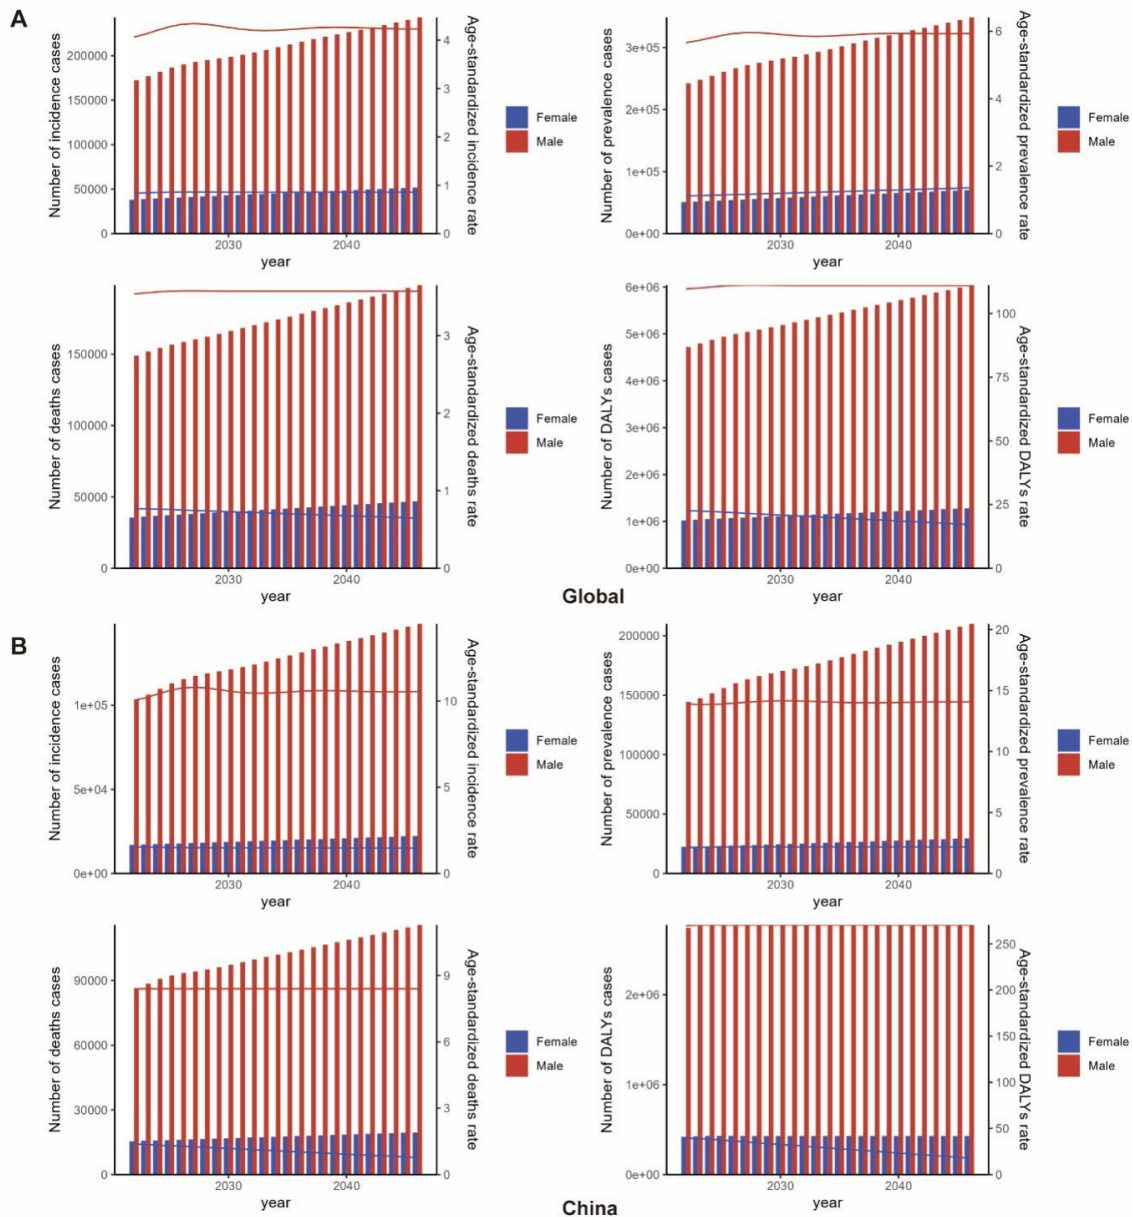 A
Number of incidence cases
200000
150000
100000
50000
0
4
3
2
1
0
Age-standardized incidence rate
2030
2040
year
Female
Male
Number of prevalence cases
3e+05
2e+05
1e+05
0e+00
6
4
2
0
Age-standardized prevalence rate
2030
2040
year
Female
Male
Number of deaths cases
150000
100000
50000
0
3
2
1
0
Age-standardized deaths rate
2030
2040
year
Female
Male
Number of DALYs cases
6e+06
5e+06
4e+06
3e+06
2e+06
1e+06
0e+00
100
75
50
25
0
Age-standardized DALYs rate
2030
2040
year
Female
Male
Global
B
Number of incidence cases
1e+05
5e+04
0e+00
10
5
0
Age-standardized incidence rate
2030
2040
year
Female
Male
Number of prevalence cases
200000
150000
100000
50000
0
20
15
10
5
0
Age-standardized prevalence rate
2030
2040
year
Female
Male
Number of deaths cases
90000
60000
30000
0
9
6
3
0
Age-standardized deaths rate
2030
2040
year
Female
Male
Number of DALYs cases
2e+06
1e+06
0e+00
250
200
150
100
50
0
Age-standardized DALYs rate
2030
2040
year
Female
Male
China